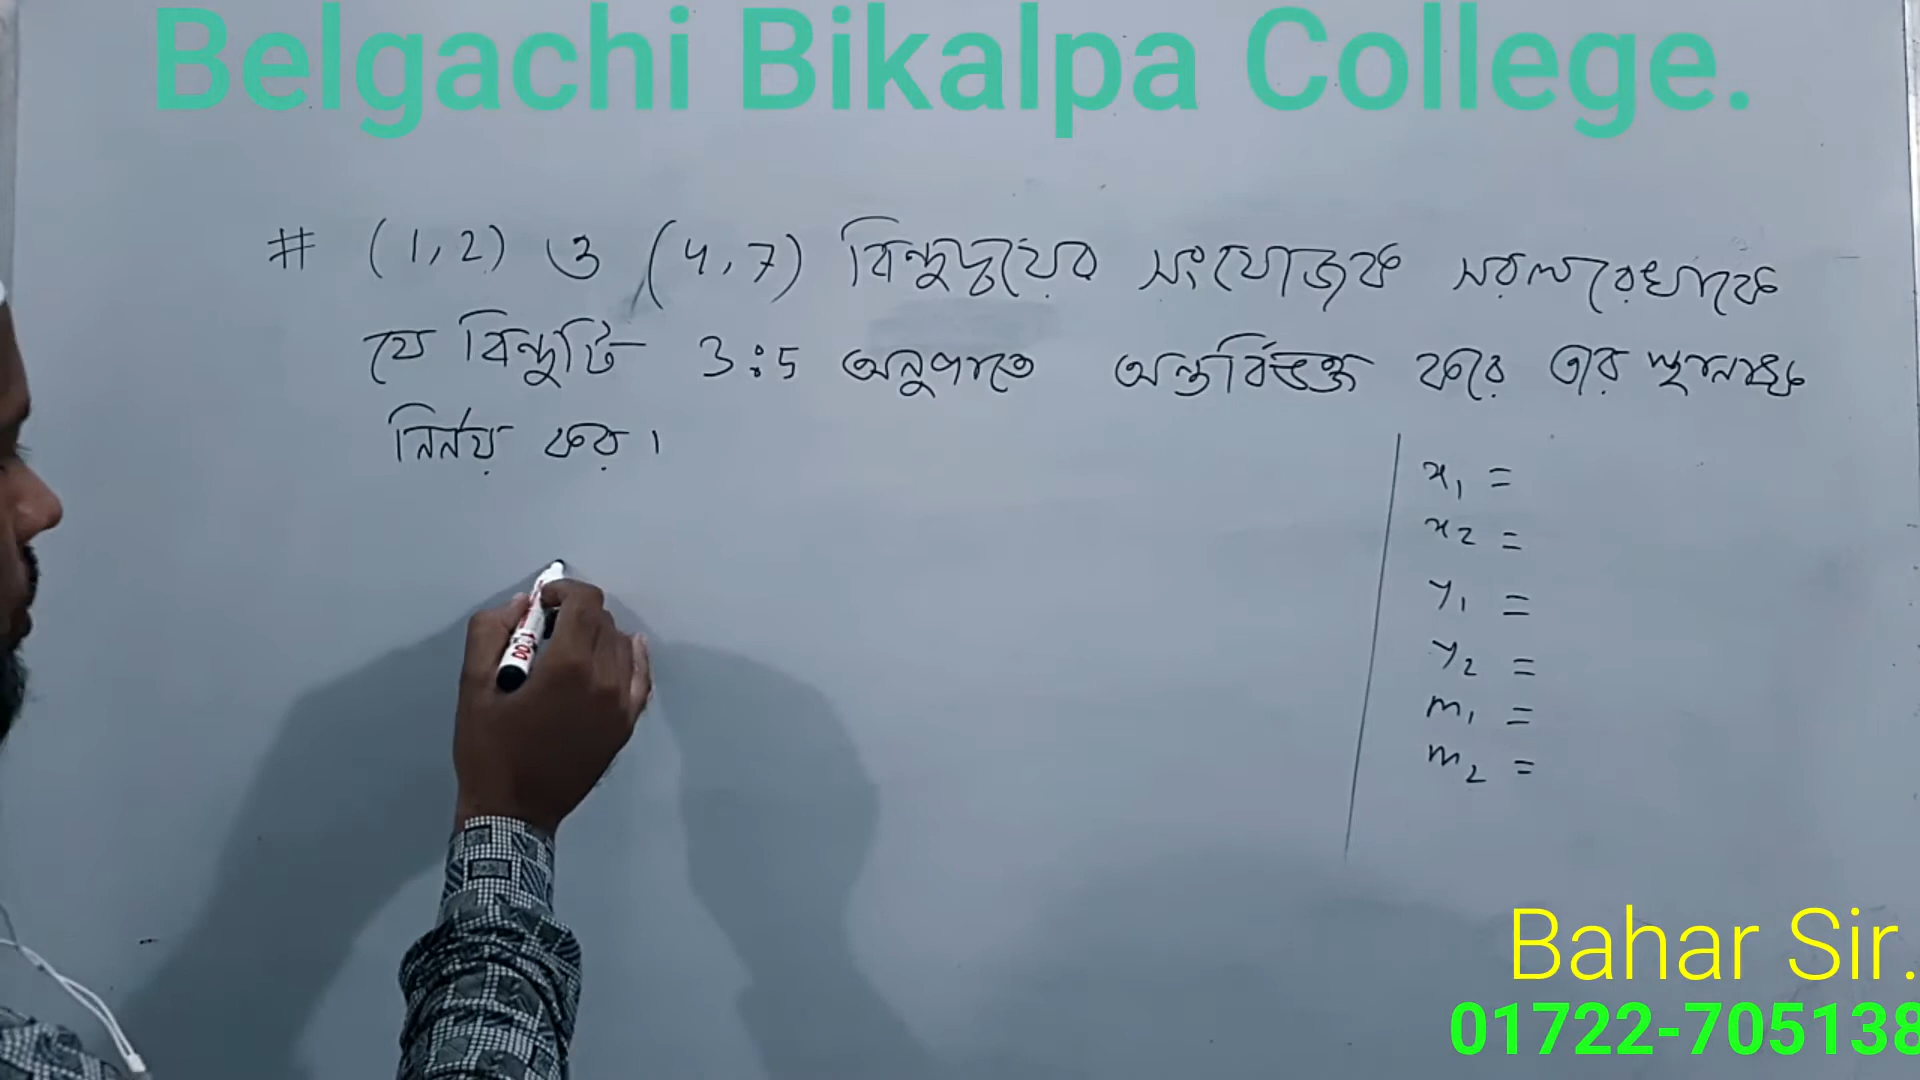 Belgachi Bikalpa College.
# (1,2) ও (4,7) বিন্দুদ্বয়ের সংযোজক সরলরেখাকে
যে বিন্দুটি 3:5 অনুপাতে অন্তর্বিভক্ত করে তার স্থানাঙ্ক
নির্নয় কর।
x₁ =
x₂ =
y₁ =
y₂ =
m₁ =
m₂ =
Bahar Sir.
01722-705138